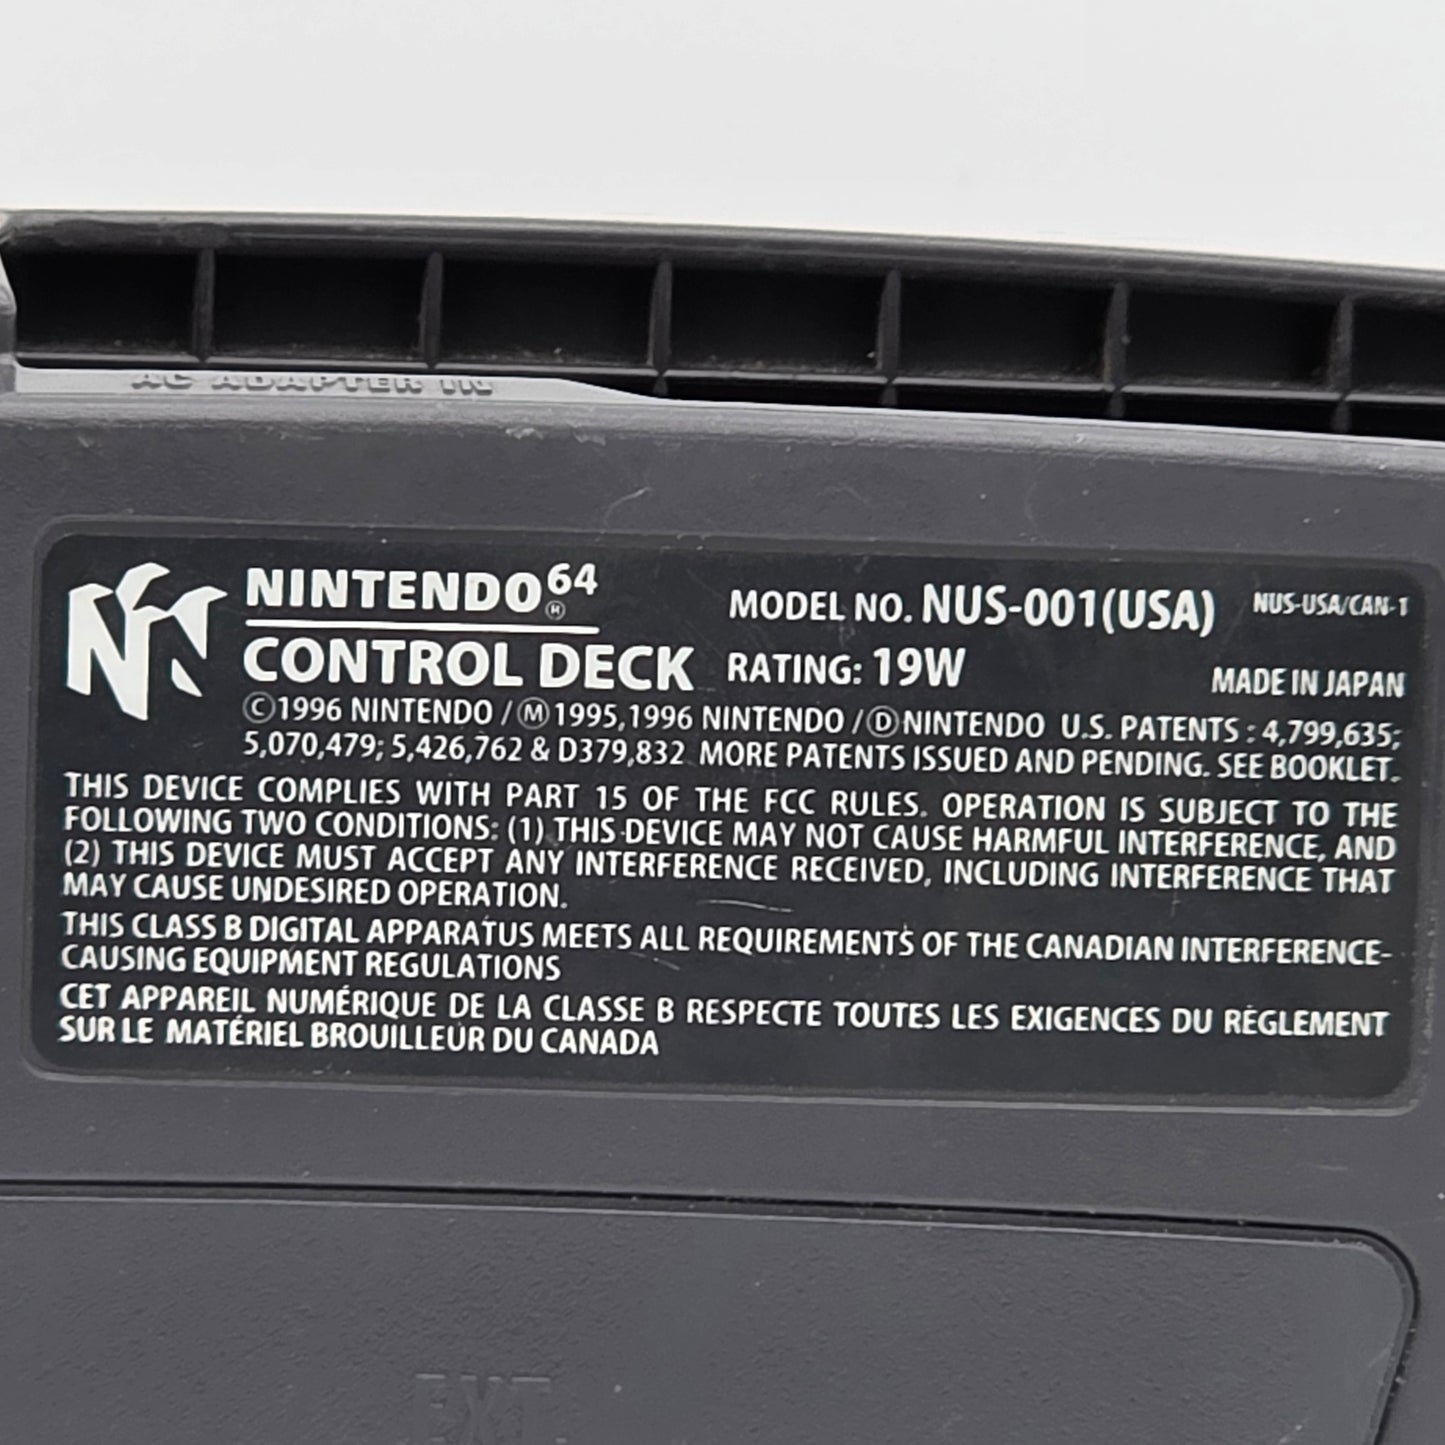 AC ADAPTER IN
NINTENDO 64 Ⓡ
CONTROL DECK
MODEL NO. NUS-001(USA)
NUS-USA/CAN-1
RATING: 19W
MADE IN JAPAN
Ⓒ1996 NINTENDO / Ⓜ1995,1996 NINTENDO / ⒹNINTENDO U.S. PATENTS : 4,799,635;
5,070,479; 5,426,762 & D379,832 MORE PATENTS ISSUED AND PENDING. SEE BOOKLET.
THIS DEVICE COMPLIES WITH PART 15 OF THE FCC RULES. OPERATION IS SUBJECT TO THE
FOLLOWING TWO CONDITIONS: (1) THIS DEVICE MAY NOT CAUSE HARMFUL INTERFERENCE, AND
(2) THIS DEVICE MUST ACCEPT ANY INTERFERENCE RECEIVED, INCLUDING INTERFERENCE THAT
MAY CAUSE UNDESIRED OPERATION.
THIS CLASS B DIGITAL APPARATUS MEETS ALL REQUIREMENTS OF THE CANADIAN INTERFERENCE-
CAUSING EQUIPMENT REGULATIONS
CET APPAREIL NUMÉRIQUE DE LA CLASSE B RESPECTE TOUTES LES EXIGENCES DU RÈGLEMENT
SUR LE MATÉRIEL BROUILLEUR DU CANADA
EXT.